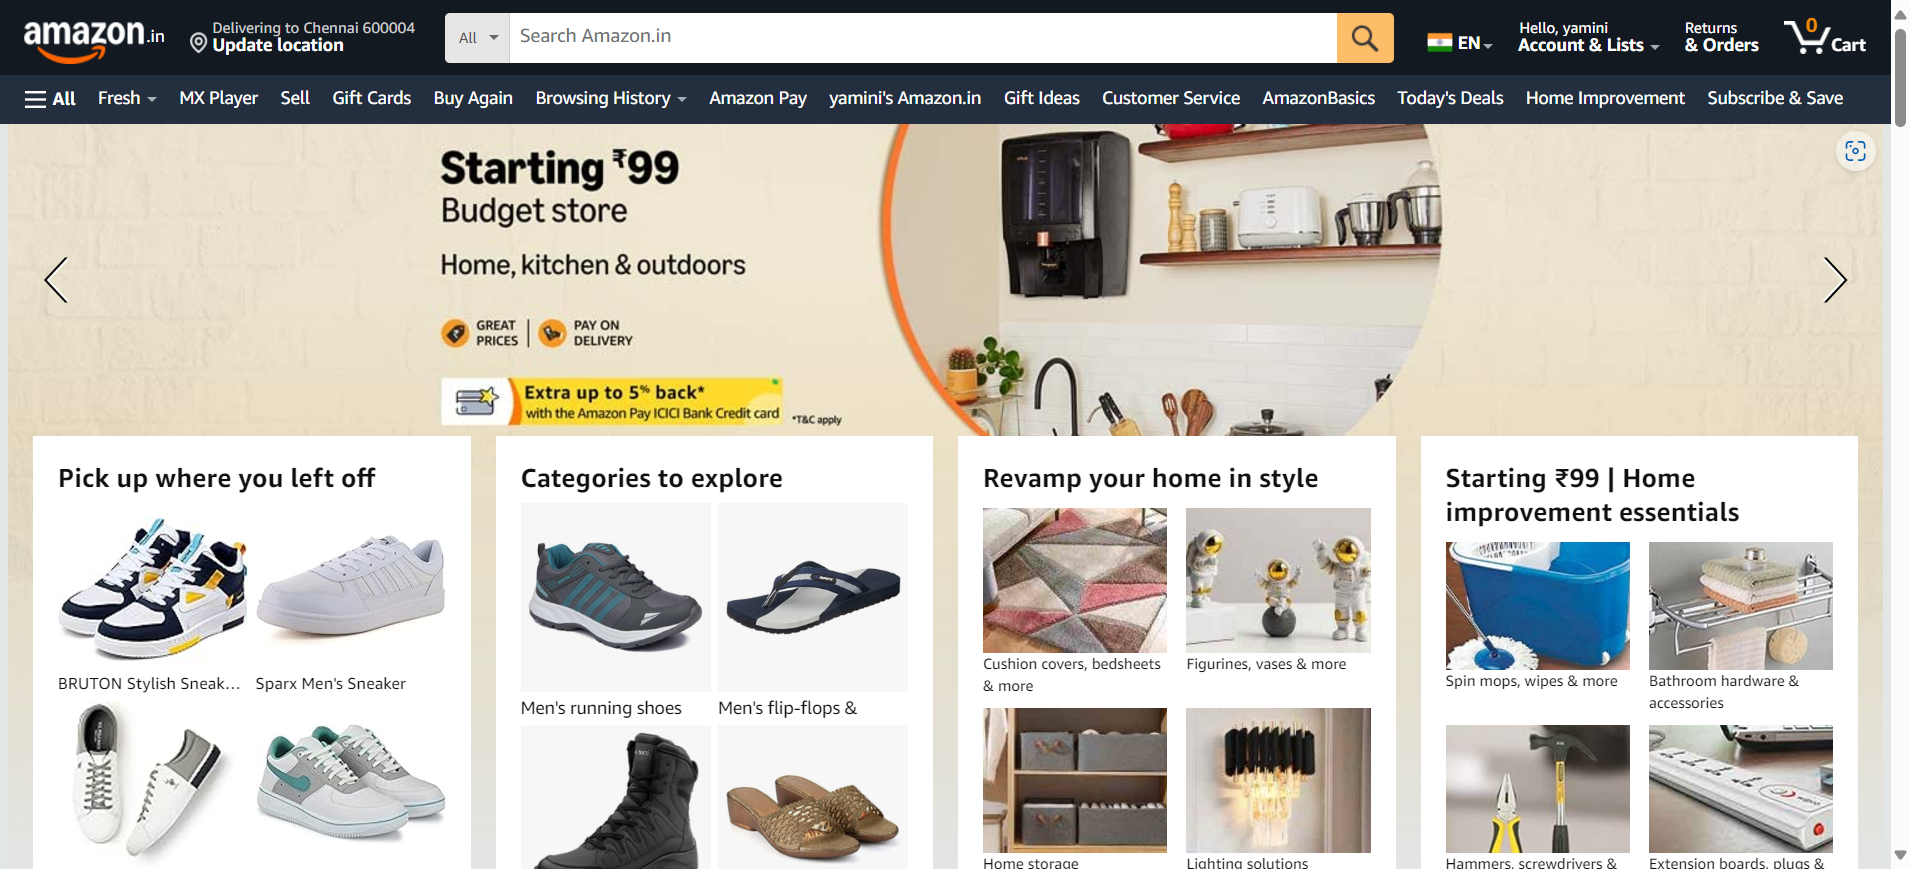 amazon.in
Delivering to Chennai 600004
Update location
All
Search Amazon.in
EN
Hello, yamini
Account & Lists
Returns
& Orders
0
Cart
All
Fresh
MX Player
Sell
Gift Cards
Buy Again
Browsing History
Amazon Pay
yamini's Amazon.in
Gift Ideas
Customer Service
AmazonBasics
Today's Deals
Home Improvement
Subscribe & Save
Starting ₹99
Budget store
Home, kitchen & outdoors
GREAT
PRICES
PAY ON
DELIVERY
Extra up to 5% back*
with the Amazon Pay ICICI Bank Credit card
*T&C apply
Pick up where you left off
BRUTON Stylish Sneak...
Sparx Men's Sneaker
Categories to explore
Men's running shoes
Men's flip-flops &
Revamp your home in style
Cushion covers, bedsheets
& more
Figurines, vases & more
Home storage
Lighting solutions
Starting ₹99 | Home
improvement essentials
Spin mops, wipes & more
Bathroom hardware &
accessories
wipro
Hammers, screwdrivers &
Extension boards, plugs &